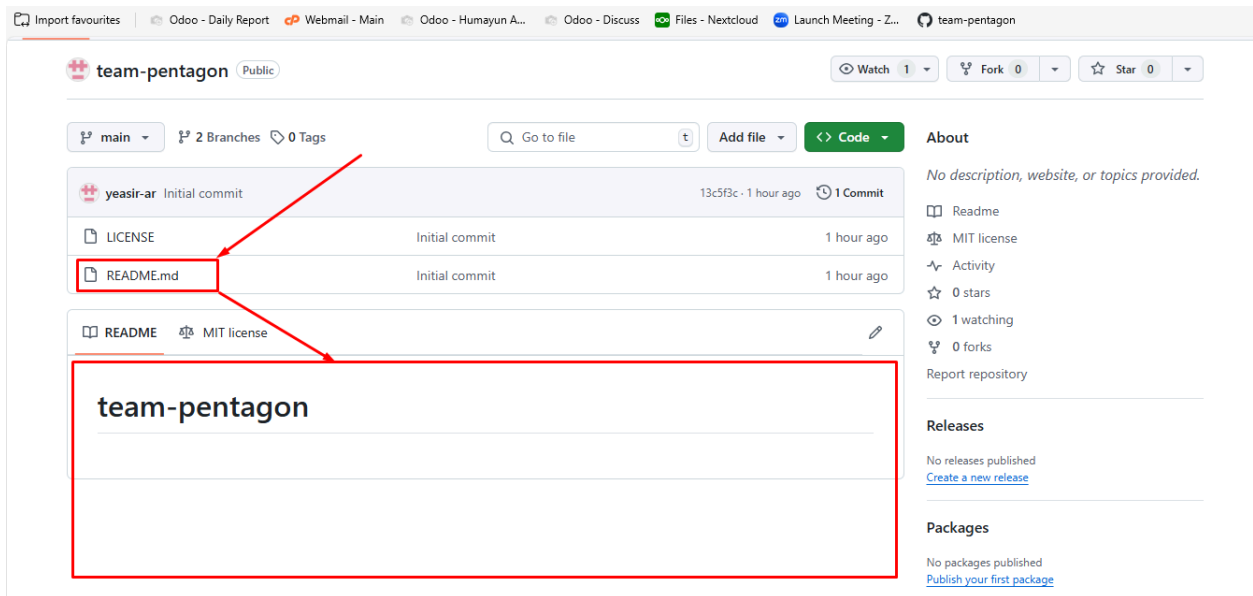 Import favourites Odoo - Daily Report Webmail - Main Odoo - Humayun A... Odoo - Discuss Files - Nextcloud zm Launch Meeting - Z... team-pentagon
team-pentagon Public Watch 1 Fork 0 Star 0
main 2 Branches 0 Tags Go to file t Add file Code
yeasir-ar Initial commit 13c5f3c · 1 hour ago 1 Commit
LICENSE Initial commit 1 hour ago
README.md Initial commit 1 hour ago
README MIT license
team-pentagon
About
No description, website, or topics provided.
Readme
MIT license
Activity
0 stars
1 watching
0 forks
Report repository
Releases
No releases published
Create a new release
Packages
No packages published
Publish your first package